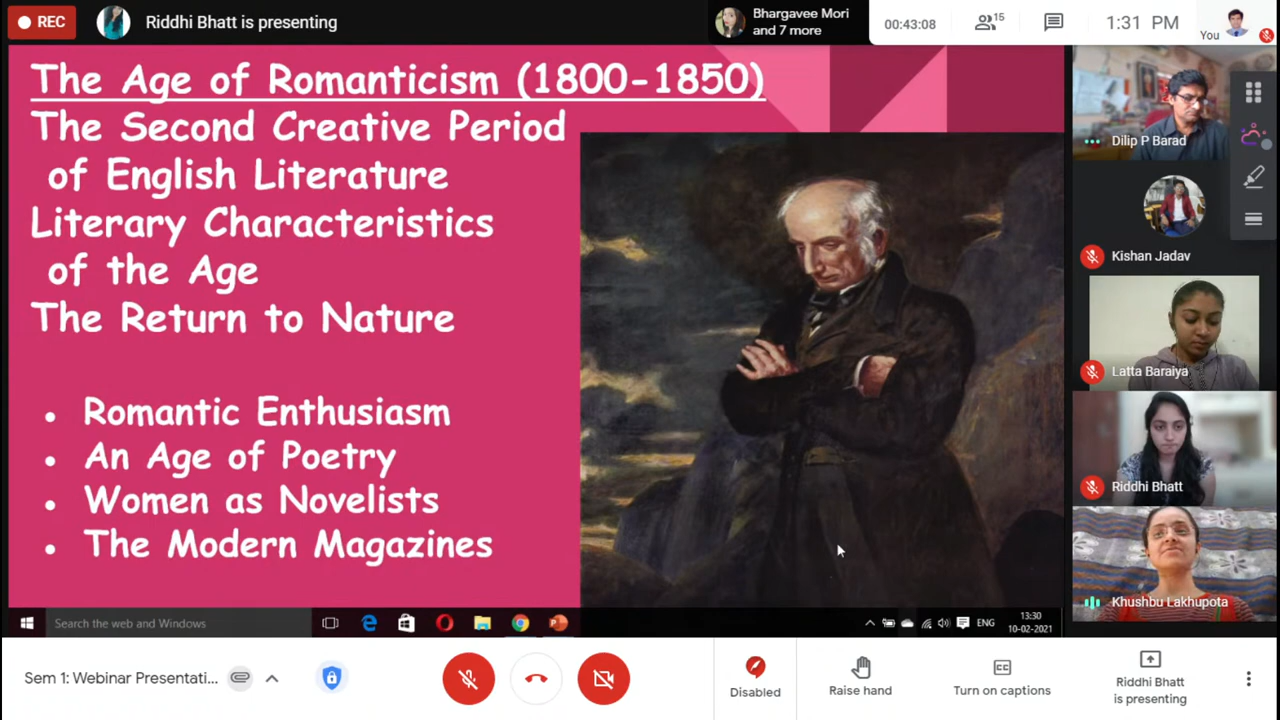 REC
Riddhi Bhatt is presenting
Bhargavee Mori
and 7 more
00:43:08
15
1:31 PM
You
The Age of Romanticism (1800-1850)
The Second Creative Period
of English Literature
Literary Characteristics
of the Age
The Return to Nature
• Romantic Enthusiasm
• An Age of Poetry
• Women as Novelists
• The Modern Magazines
Dilip P Barad
Kishan Jadav
Latta Baraiya
Riddhi Bhatt
Khushbu Lakhupota
Search the web and Windows
ENG
13:30
10-02-2021
Sem 1: Webinar Presentati...
Disabled
Raise hand
Turn on captions
Riddhi Bhatt
is presenting